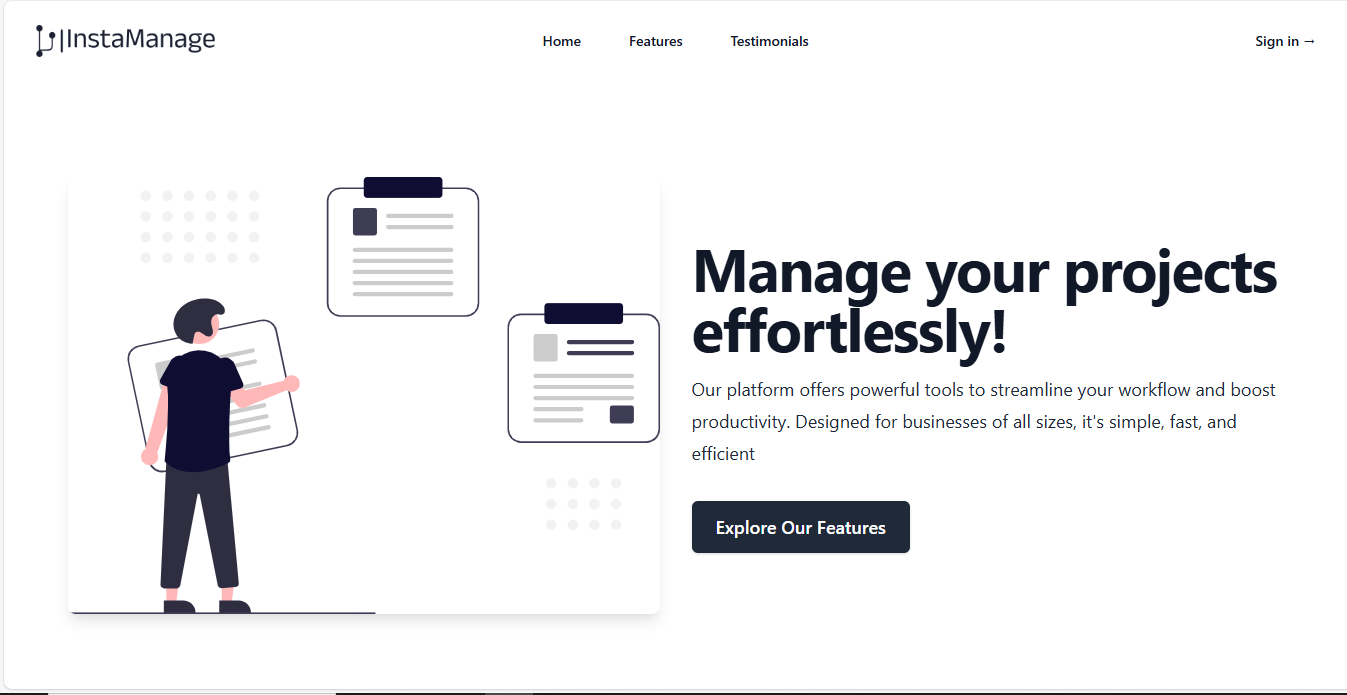 |InstaManage
Home
Features
Testimonials
Sign in →
Manage your projects
effortlessly!
Our platform offers powerful tools to streamline your workflow and boost
productivity. Designed for businesses of all sizes, it's simple, fast, and
efficient
Explore Our Features